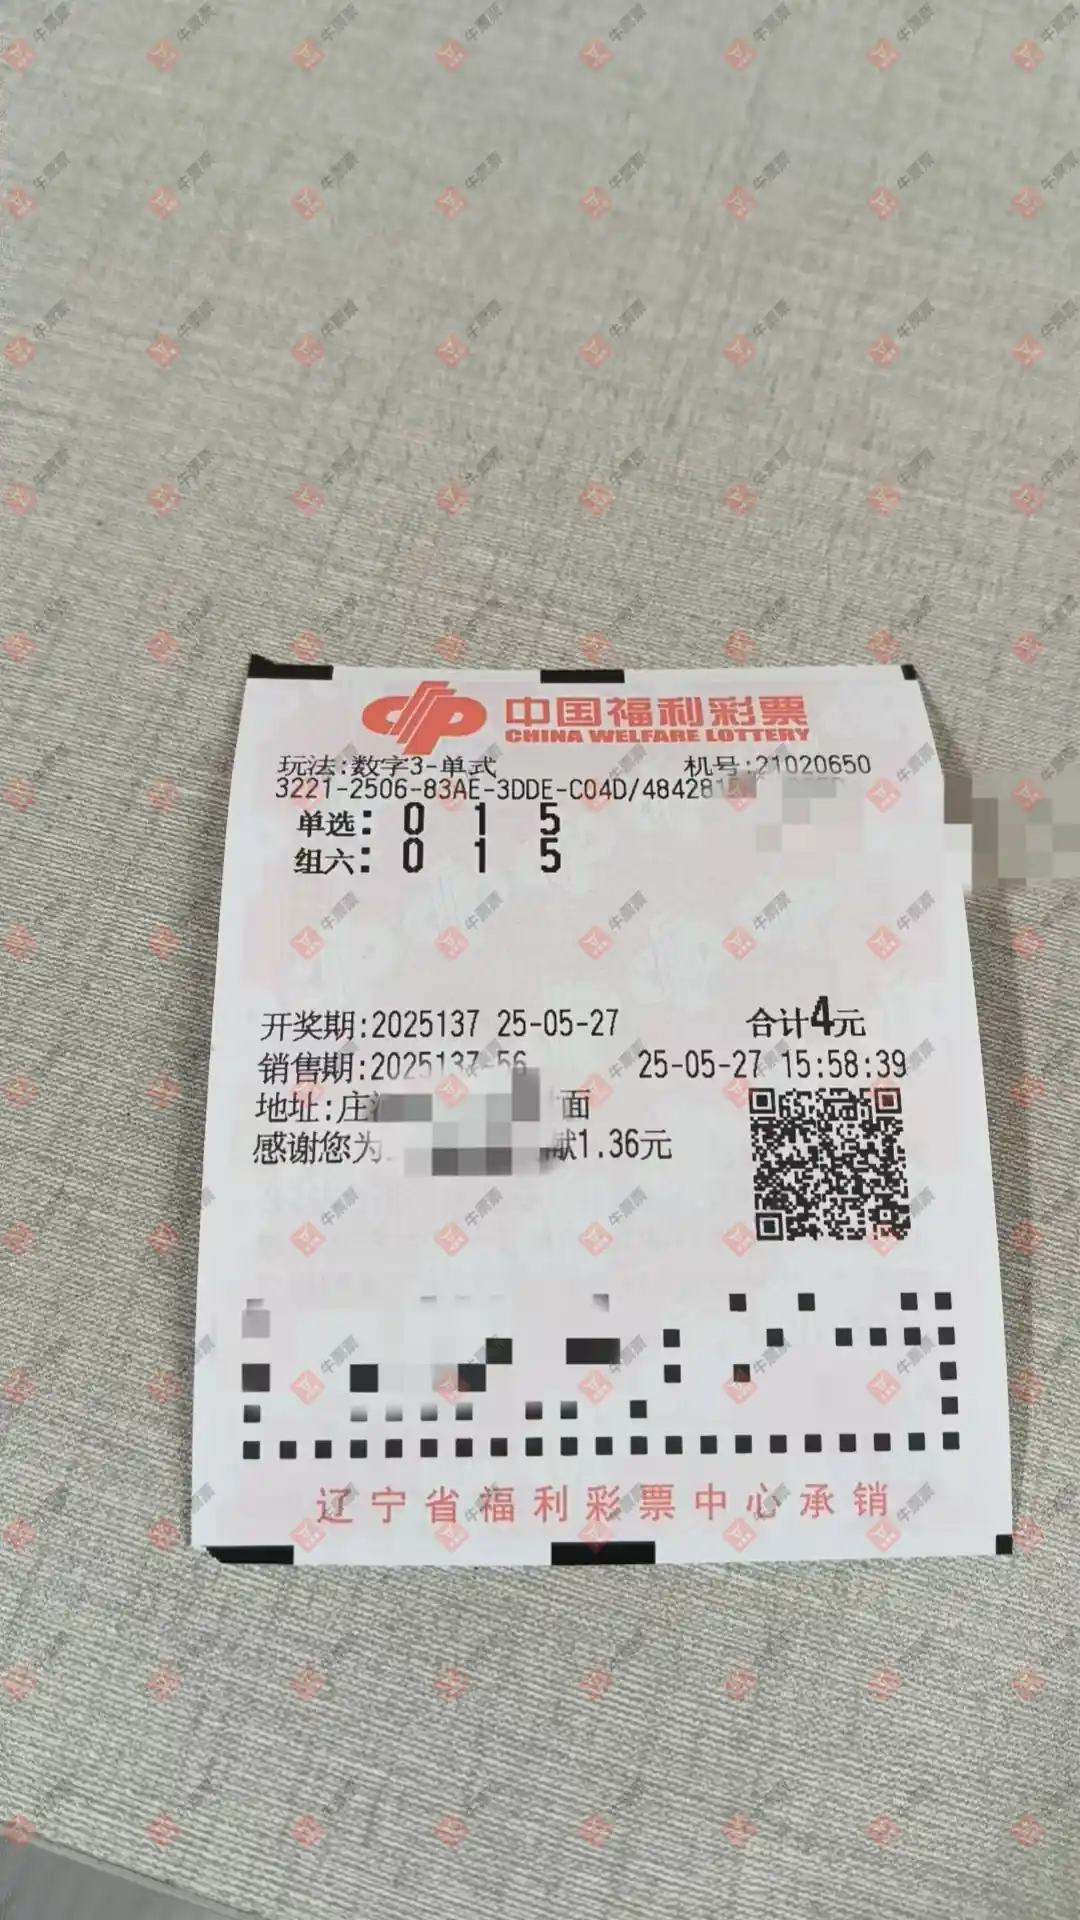 中国福利彩票
CHINA WELFARE LOTTERY
玩法:数字3-单式 机号:21020650
3221-2506-83AE-3DDE-C04D/484281
单选: 0 1 5
组六: 0 1 5
开奖期:2025137 25-05-27 合计4元
销售期:2025137-56 25-05-27 15:58:39
地址:庄 面
感谢您为 献1.36元
辽宁省福利彩票中心承销
牛票票